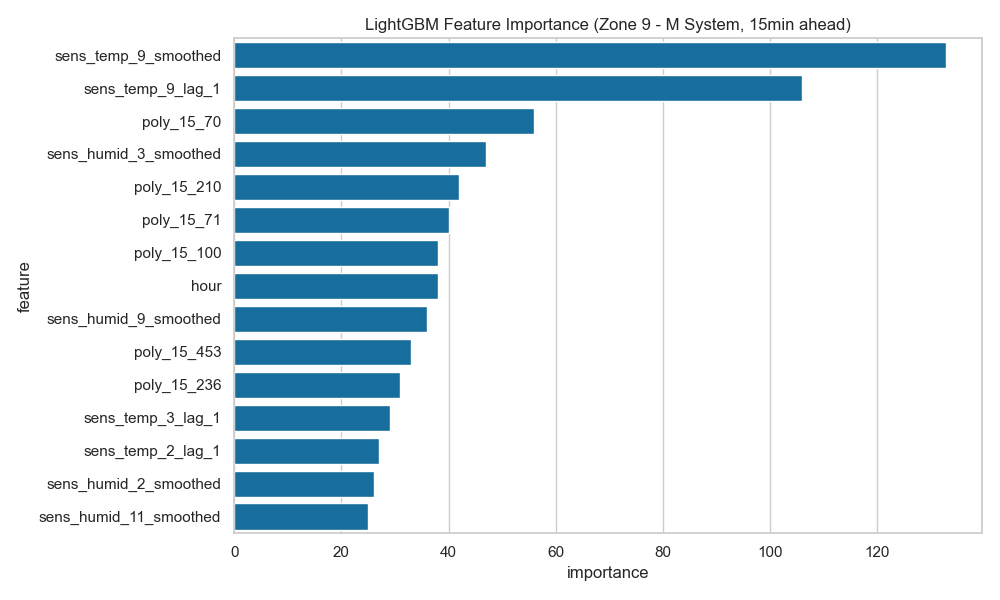 LightGBM Feature Importance (Zone 9 - M System, 15min ahead)
feature
sens_temp_9_smoothed
sens_temp_9_lag_1
poly_15_70
sens_humid_3_smoothed
poly_15_210
poly_15_71
poly_15_100
hour
sens_humid_9_smoothed
poly_15_453
poly_15_236
sens_temp_3_lag_1
sens_temp_2_lag_1
sens_humid_2_smoothed
sens_humid_11_smoothed
0 20 40 60 80 100 120
importance